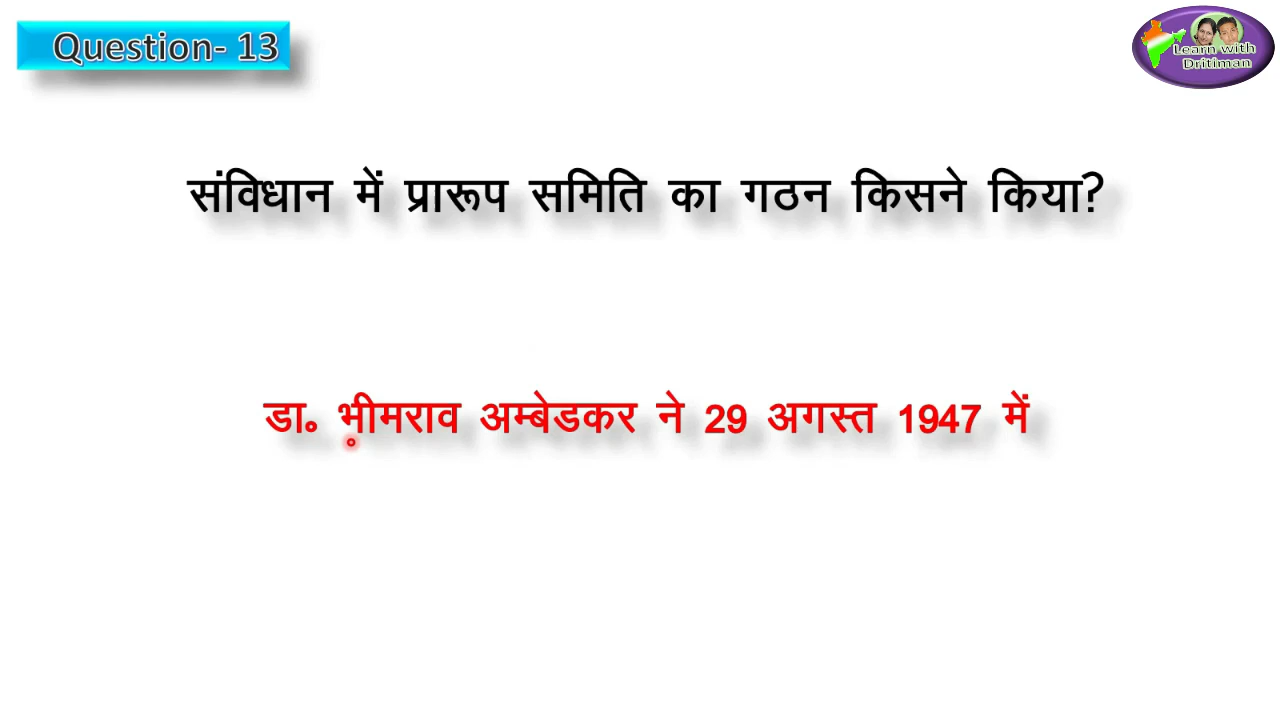 Question- 13
Learn with
Dritiman
संविधान में प्रारूप समिति का गठन किसने किया?
डा॰ भीमराव अम्बेडकर ने 29 अगस्त 1947 में